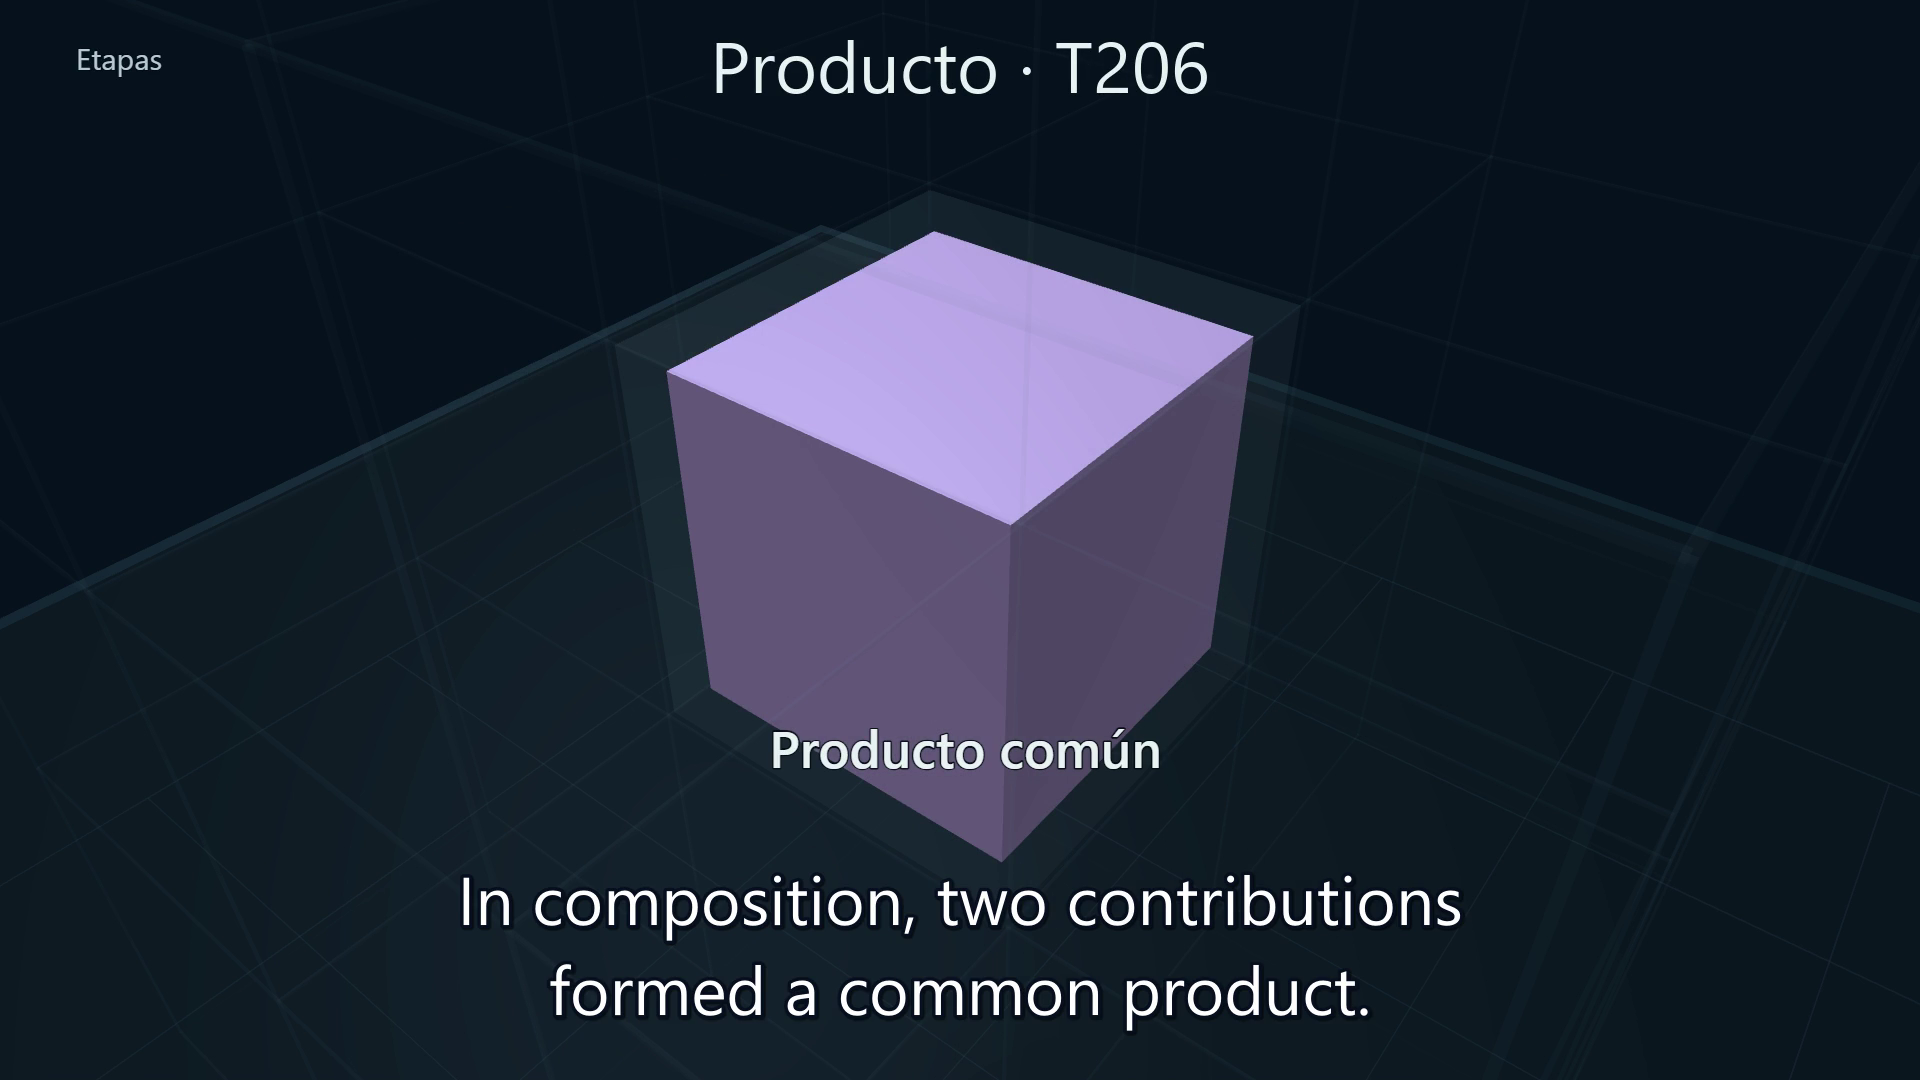 Etapas
Producto · T206
Producto común
In composition, two contributions
formed a common product.